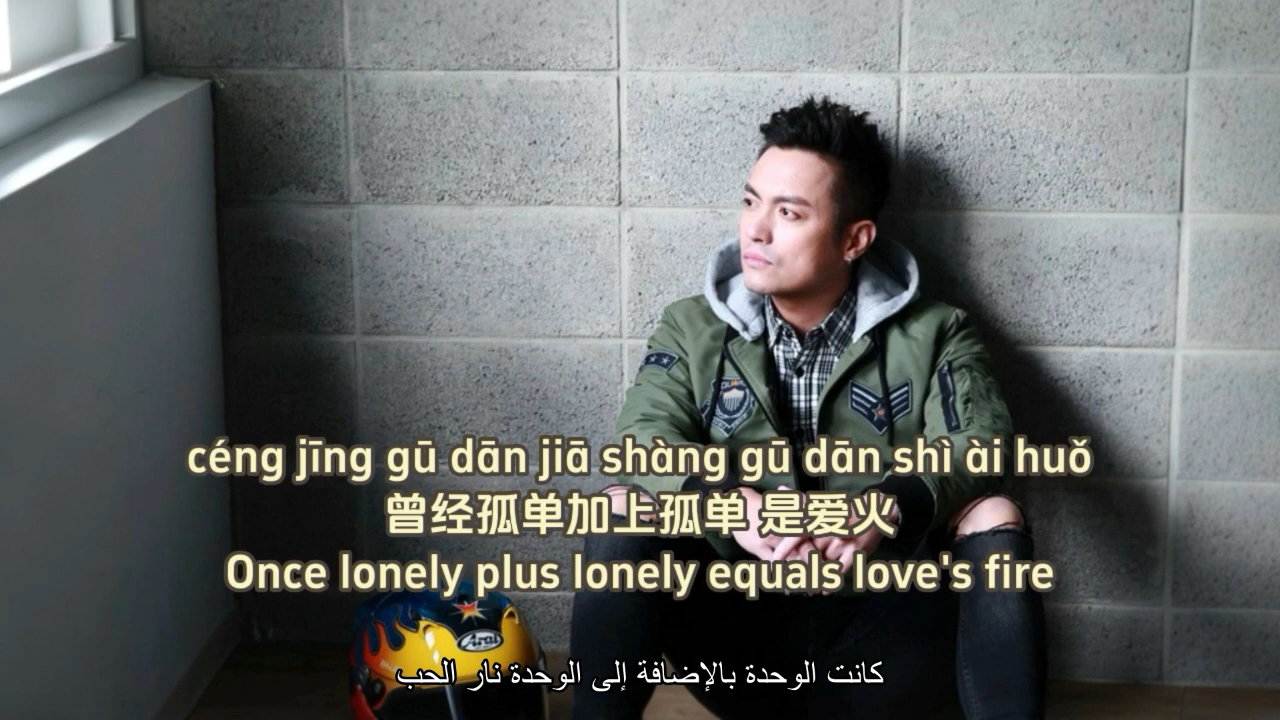 céng jīng gū dān jiā shàng gū dān shì ài huǒ
曾经孤单加上孤单 是爱火
Once lonely plus lonely equals love's fire
Arai
كانت الوحدة بالإضافة إلى الوحدة نار الحب